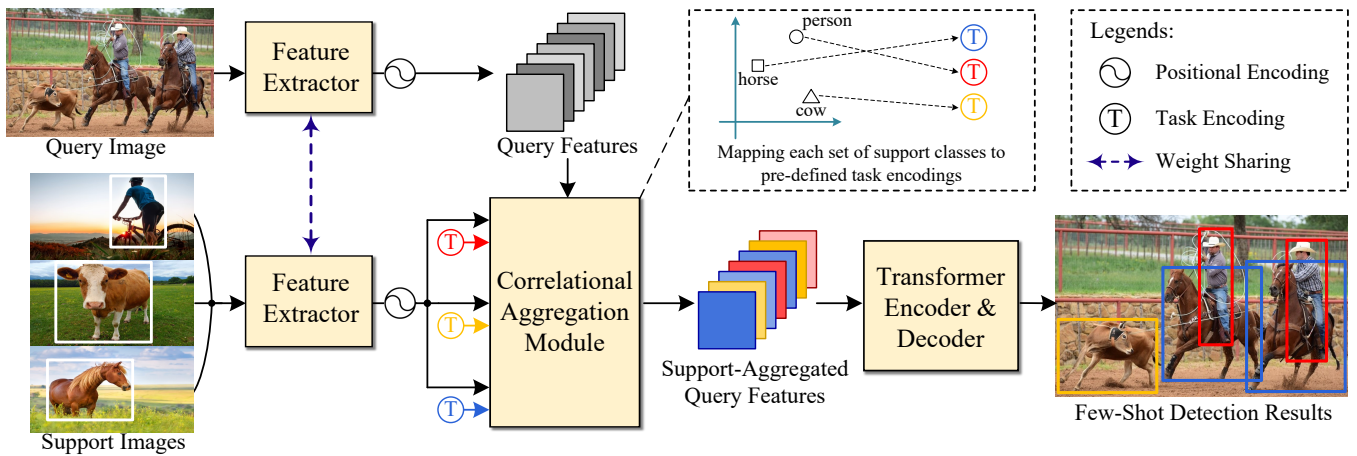 Query Image
Feature
Extractor
Query Features
person
horse
cow
T
T
T
Mapping each set of support classes to
pre-defined task encodings
Legends:
Positional Encoding
T
Task Encoding
Weight Sharing
Support Images
Feature
Extractor
T
T
T
Correlational
Aggregation
Module
Support-Aggregated
Query Features
Transformer
Encoder &
Decoder
Few-Shot Detection Results